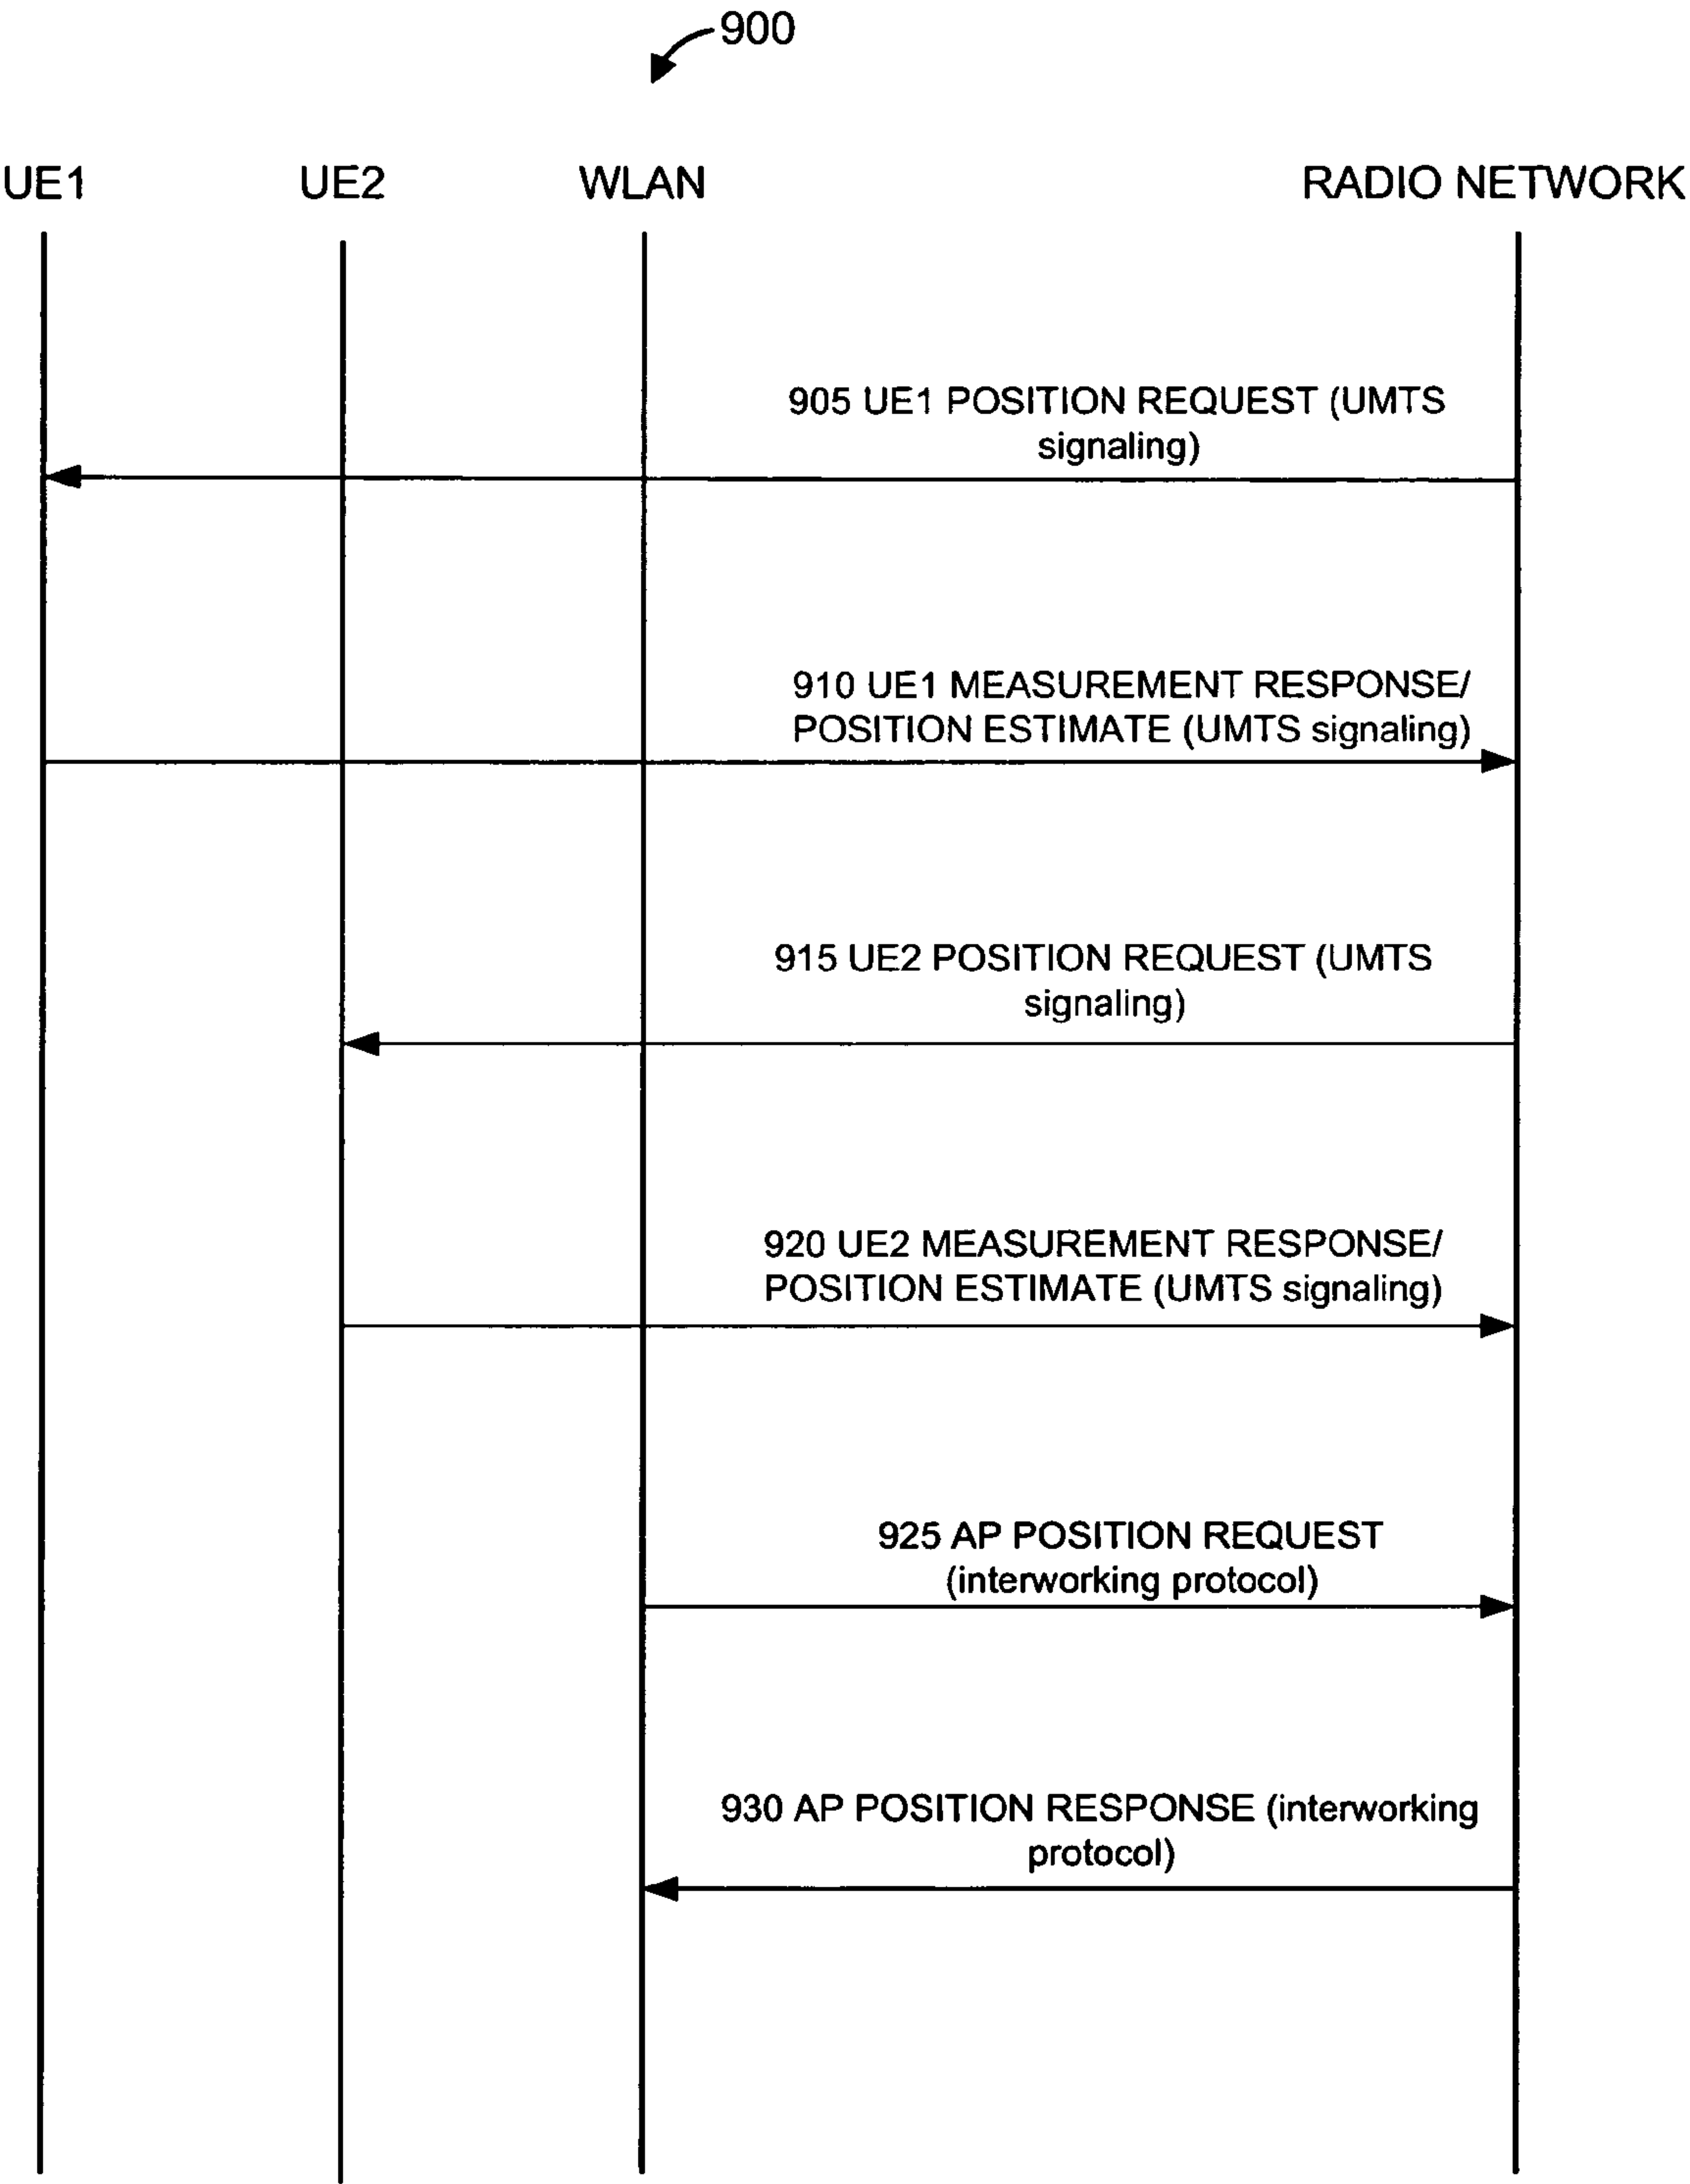 900
UE1
UE2
WLAN
RADIO NETWORK
905 UE1 POSITION REQUEST (UMTS
signaling)
910 UE1 MEASUREMENT RESPONSE/
POSITION ESTIMATE (UMTS signaling)
915 UE2 POSITION REQUEST (UMTS
signaling)
920 UE2 MEASUREMENT RESPONSE/
POSITION ESTIMATE (UMTS signaling)
925 AP POSITION REQUEST
(interworking protocol)
930 AP POSITION RESPONSE (interworking
protocol)